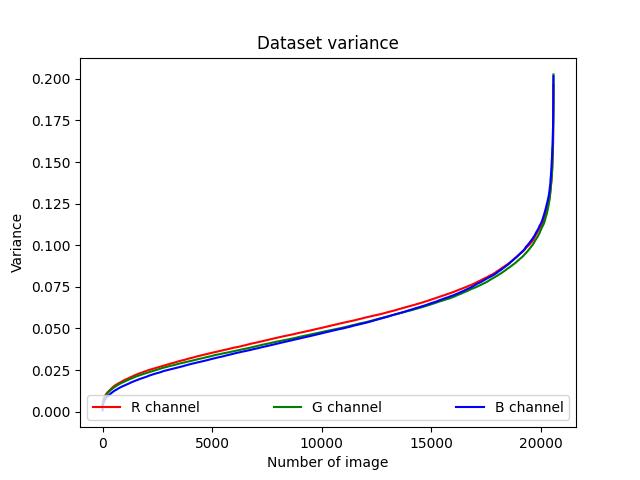 Dataset variance
Variance
0.200
0.175
0.150
0.125
0.100
0.075
0.050
0.025
0.000
R channel G channel B channel
0 5000 10000 15000 20000
Number of image